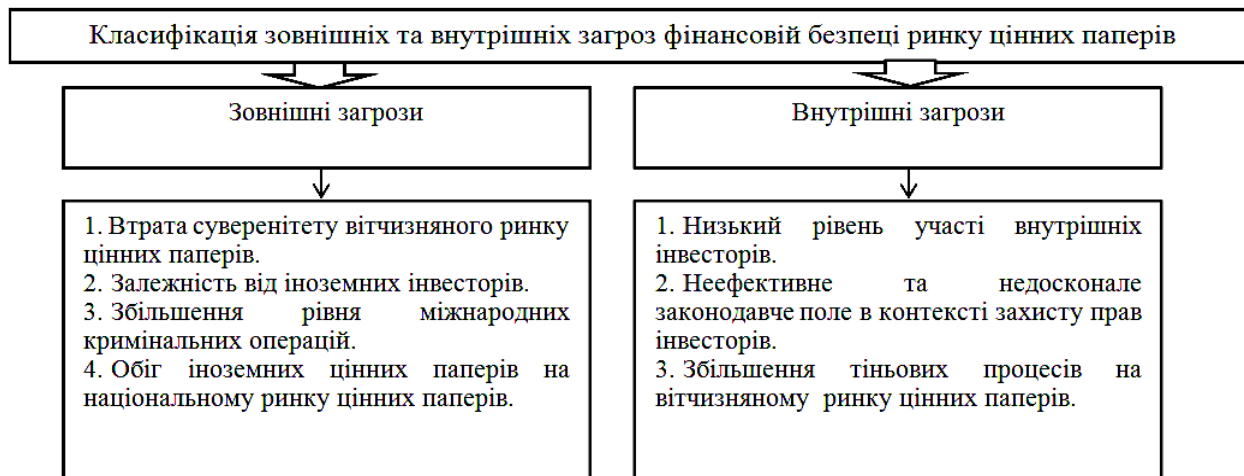 Класифікація зовнішніх та внутрішніх загроз фінансовій безпеці ринку цінних паперів
Зовнішні загрози
1. Втрата суверенітету вітчизняного ринку
цінних паперів.
2. Залежність від іноземних інвесторів.
3. Збільшення рівня міжнародних
кримінальних операцій.
4. Обіг іноземних цінних паперів на
національному ринку цінних паперів.
Внутрішні загрози
1. Низький рівень участі внутрішніх
інвесторів.
2. Неефективне та недосконале
законодавче поле в контексті захисту прав
інвесторів.
3. Збільшення тіньових процесів на
вітчизняному ринку цінних паперів.